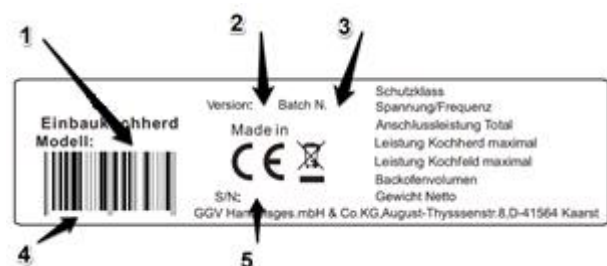 1
2
3
Einbaukochherd
Modell:
Version:
Batch N.
Made in
CE
S/N:
Schutzklass
Spannung/Frequenz
Anschlussleistung Total
Leistung Kochherd maximal
Leistung Kochfeld maximal
Backofenvolumen
Gewicht Netto
GGV Handelsges.mbH & Co.KG,August-Thysssenstr.8,D-41564 Kaarst
4
5